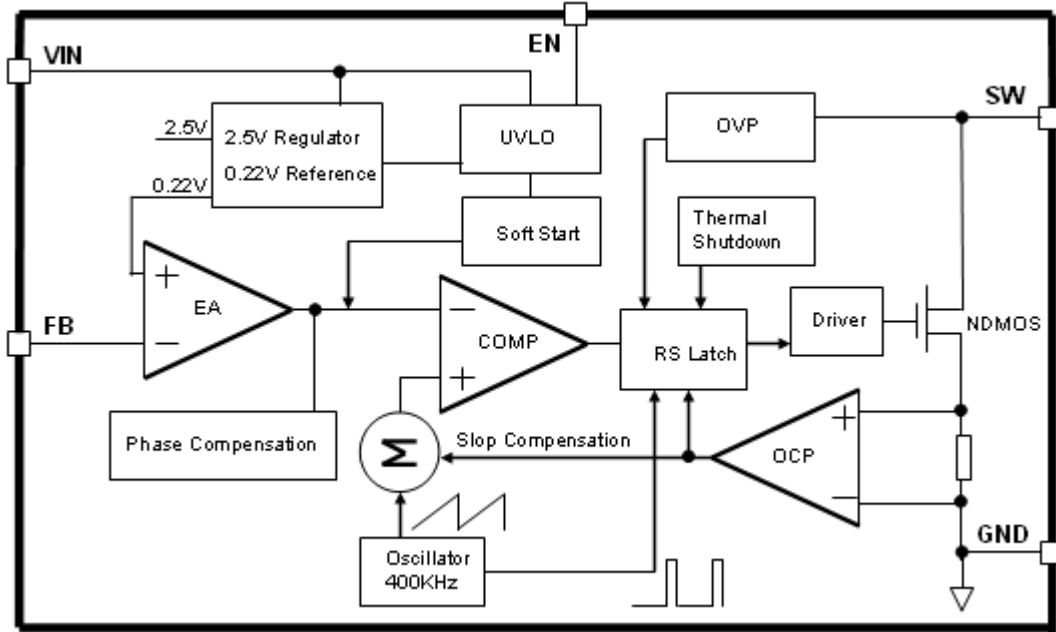 EN
VIN
SW
2.5V
2.5V Regulator
0.22V Reference
UVLO
OVP
0.22V
Soft Start
Thermal
Shutdown
+
EA
−
FB
−
COMP
+
RS Latch
Driver
NDMOS
Phase Compensation
Σ
Slop Compensation
+
OCP
−
GND
Oscillator
400KHz